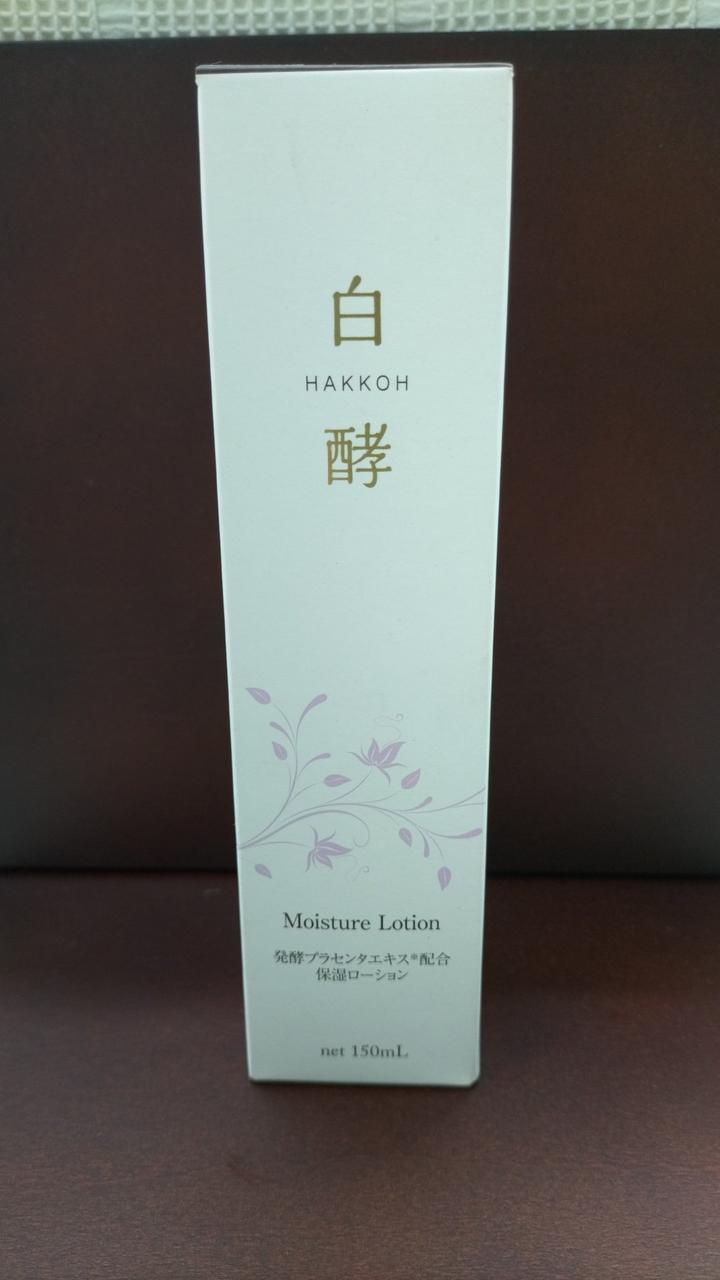 白
HAKKOH
酵
Moisture Lotion
発酵プラセンタエキス※配合
保湿ローション
net 150mL